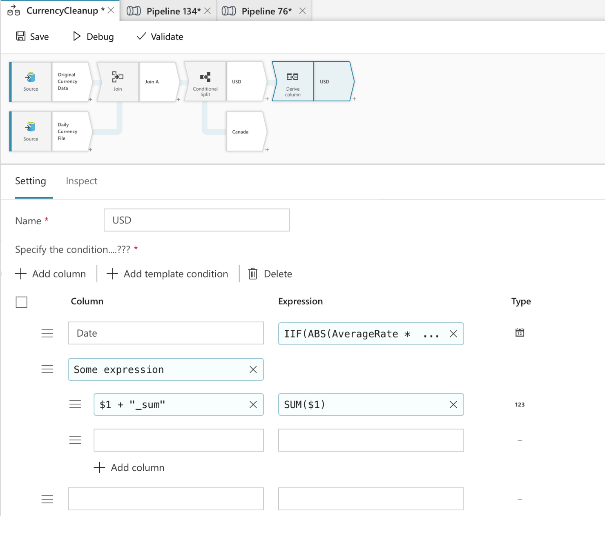 CurrencyCleanup *
Pipeline 134*
Pipeline 76*
Save
Debug
Validate
Source
Original
Currency
Data
Join
Join A
Conditional
split
USD
Derive
column
USD
Source
Daily
Currency
File
Canada
Setting
Inspect
Name *
USD
Specify the condition....??? *
Add column
Add template condition
Delete
Column
Expression
Type
Date
IIF(ABS(AverageRate * ...
Some expression
$1 + "_sum"
SUM($1)
123
Add column